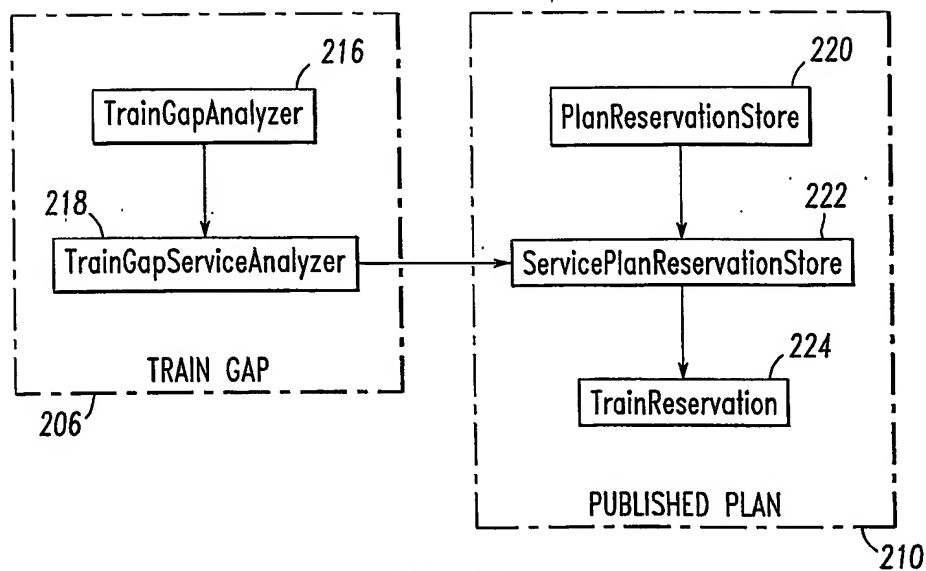 216
TrainGapAnalyzer
218
TrainGapServiceAnalyzer
TRAIN GAP
206
220
PlanReservationStore
222
ServicePlanReservationStore
224
TrainReservation
PUBLISHED PLAN
210